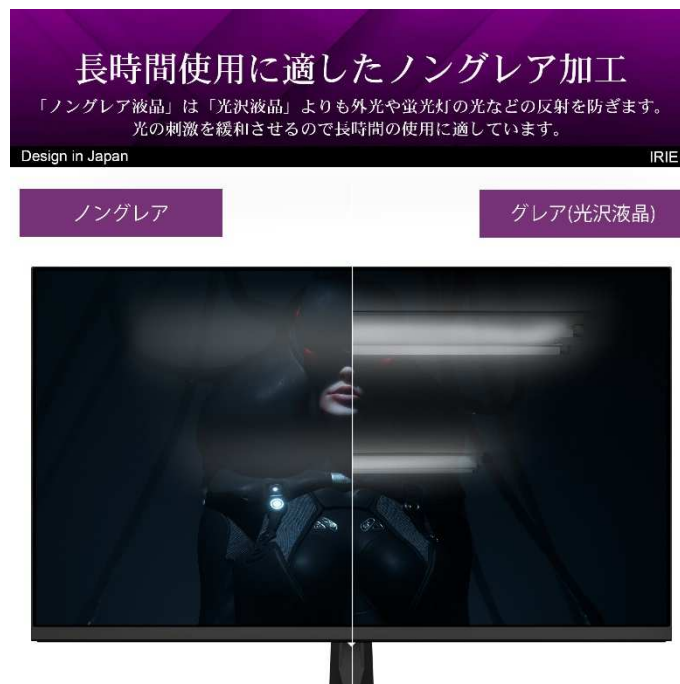 長時間使用に適したノングレア加工
「ノングレア液晶」は「光沢液晶」よりも外光や蛍光灯の光などの反射を防ぎます。
光の刺激を緩和させるので長時間の使用に適しています。
Design in Japan
IRIE
ノングレア
グレア(光沢液晶)